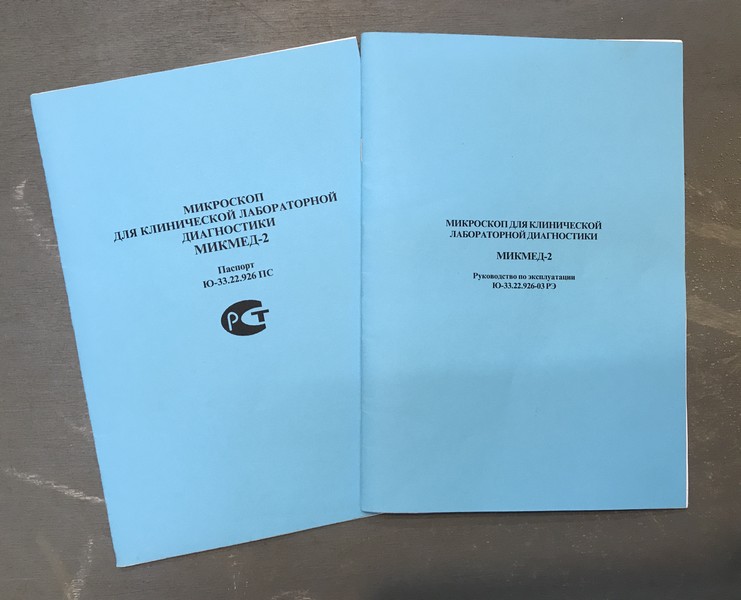 МИКРОСКОП
ДЛЯ КЛИНИЧЕСКОЙ ЛАБОРАТОРНОЙ
ДИАГНОСТИКИ
МИКМЕД-2
Паспорт
Ю-33.22.926 ПС
РСТ
МИКРОСКОП ДЛЯ КЛИНИЧЕСКОЙ
ЛАБОРАТОРНОЙ ДИАГНОСТИКИ
МИКМЕД-2
Руководство по эксплуатации
Ю-33.22.926-03 РЭ